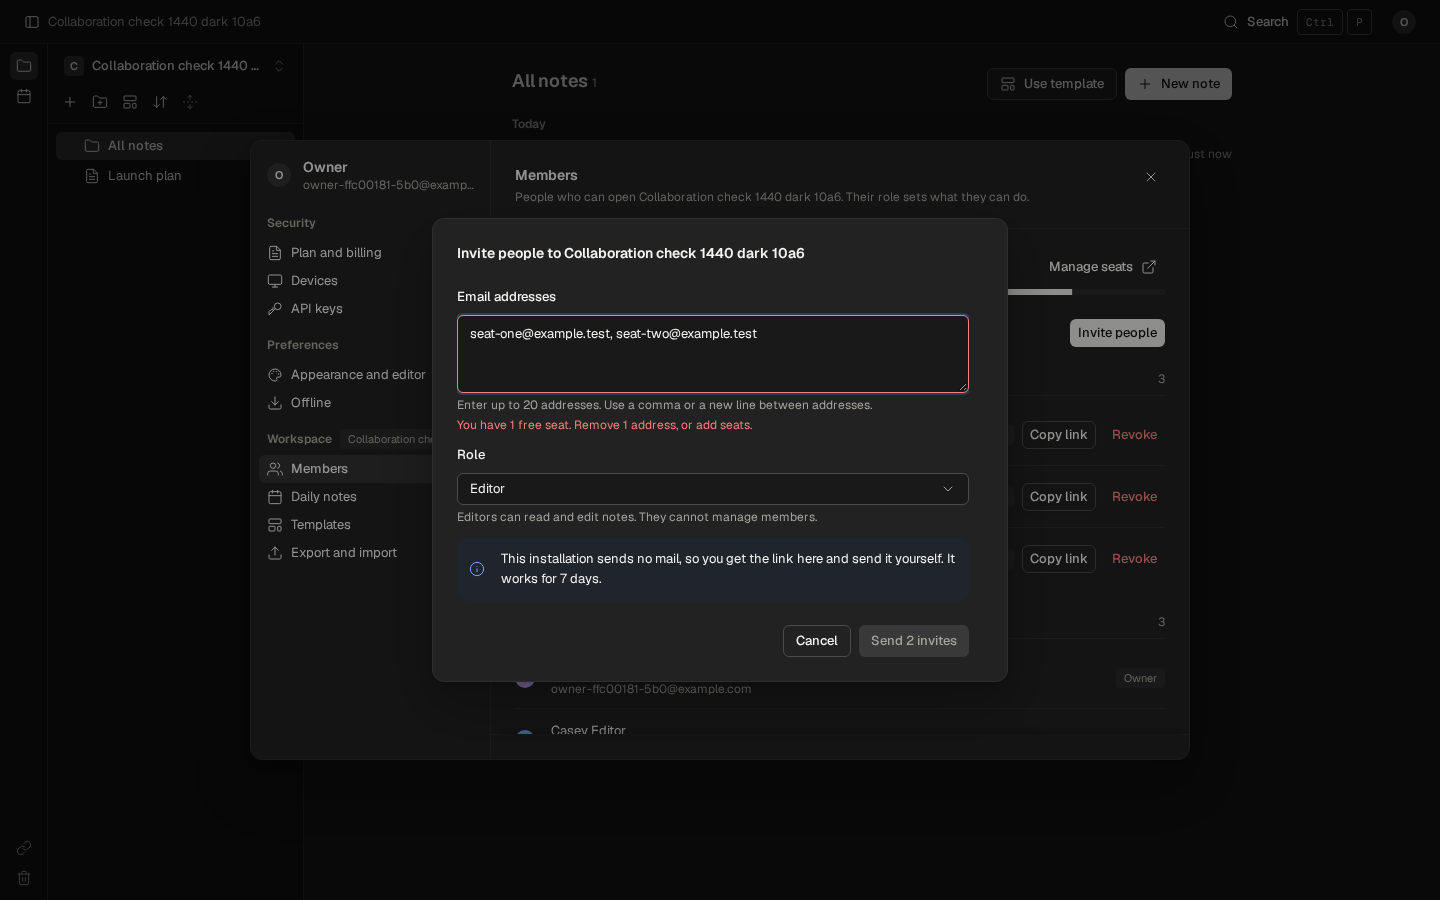 Collaboration check 1440 dark 10a6
Search Ctrl P O
C Collaboration check 1440 ...
All notes
Launch plan
All notes 1
Use template
New note
Today
just now
O Owner
owner-ffc00181-5b0@examp...
Security
Plan and billing
Devices
API keys
Preferences
Appearance and editor
Offline
Workspace
Members
Daily notes
Templates
Export and import
Members
People who can open Collaboration check 1440 dark 10a6. Their role sets what they can do.
Manage seats
Invite people
3
Copy link Revoke
Copy link Revoke
Copy link Revoke
3
owner-ffc00181-5b0@example.com
Owner
Casey Editor
Invite people to Collaboration check 1440 dark 10a6
Email addresses
seat-one@example.test, seat-two@example.test
Enter up to 20 addresses. Use a comma or a new line between addresses.
You have 1 free seat. Remove 1 address, or add seats.
Role
Editor
Editors can read and edit notes. They cannot manage members.
This installation sends no mail, so you get the link here and send it yourself. It
works for 7 days.
Cancel
Send 2 invites